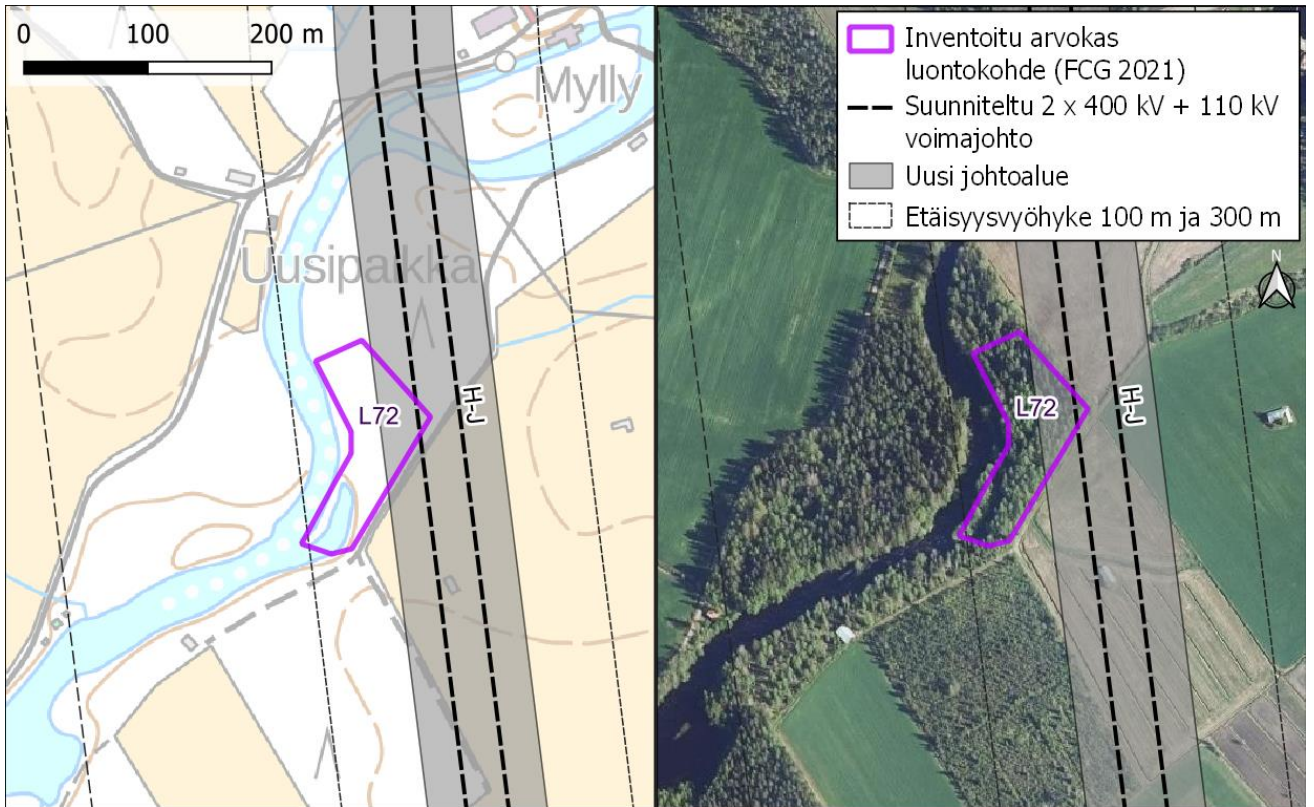 0 100 200 m
Mylly
Uusipaikka
L72
H-J
Inventoitu arvokas
luontokohde (FCG 2021)
Suunniteltu 2 x 400 kV + 110 kV
voimajohto
Uusi johtoalue
Etäisyysvyöhyke 100 m ja 300 m
N
L72
H-J